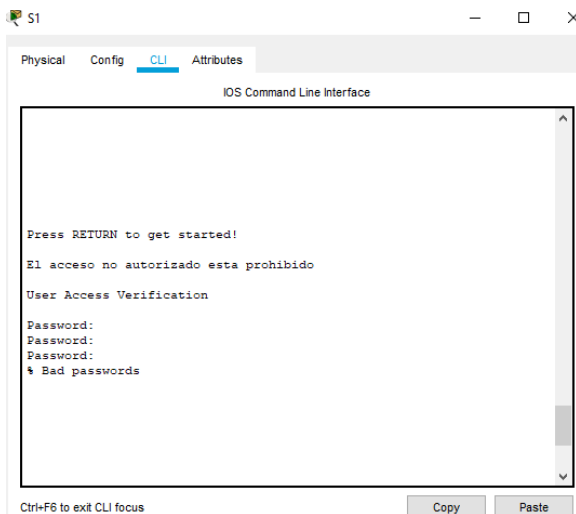 S1
Physical Config CLI Attributes
IOS Command Line Interface
Press RETURN to get started!
El acceso no autorizado esta prohibido
User Access Verification
Password:
Password:
Password:
% Bad passwords
Ctrl+F6 to exit CLI focus
Copy Paste